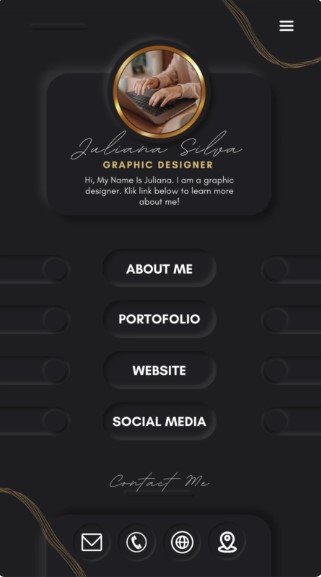 Juliana Silva
GRAPHIC DESIGNER
Hi, My Name Is Juliana. I am a graphic
designer. Klik link below to learn more
about me!
ABOUT ME
PORTOFOLIO
WEBSITE
SOCIAL MEDIA
Contact Me